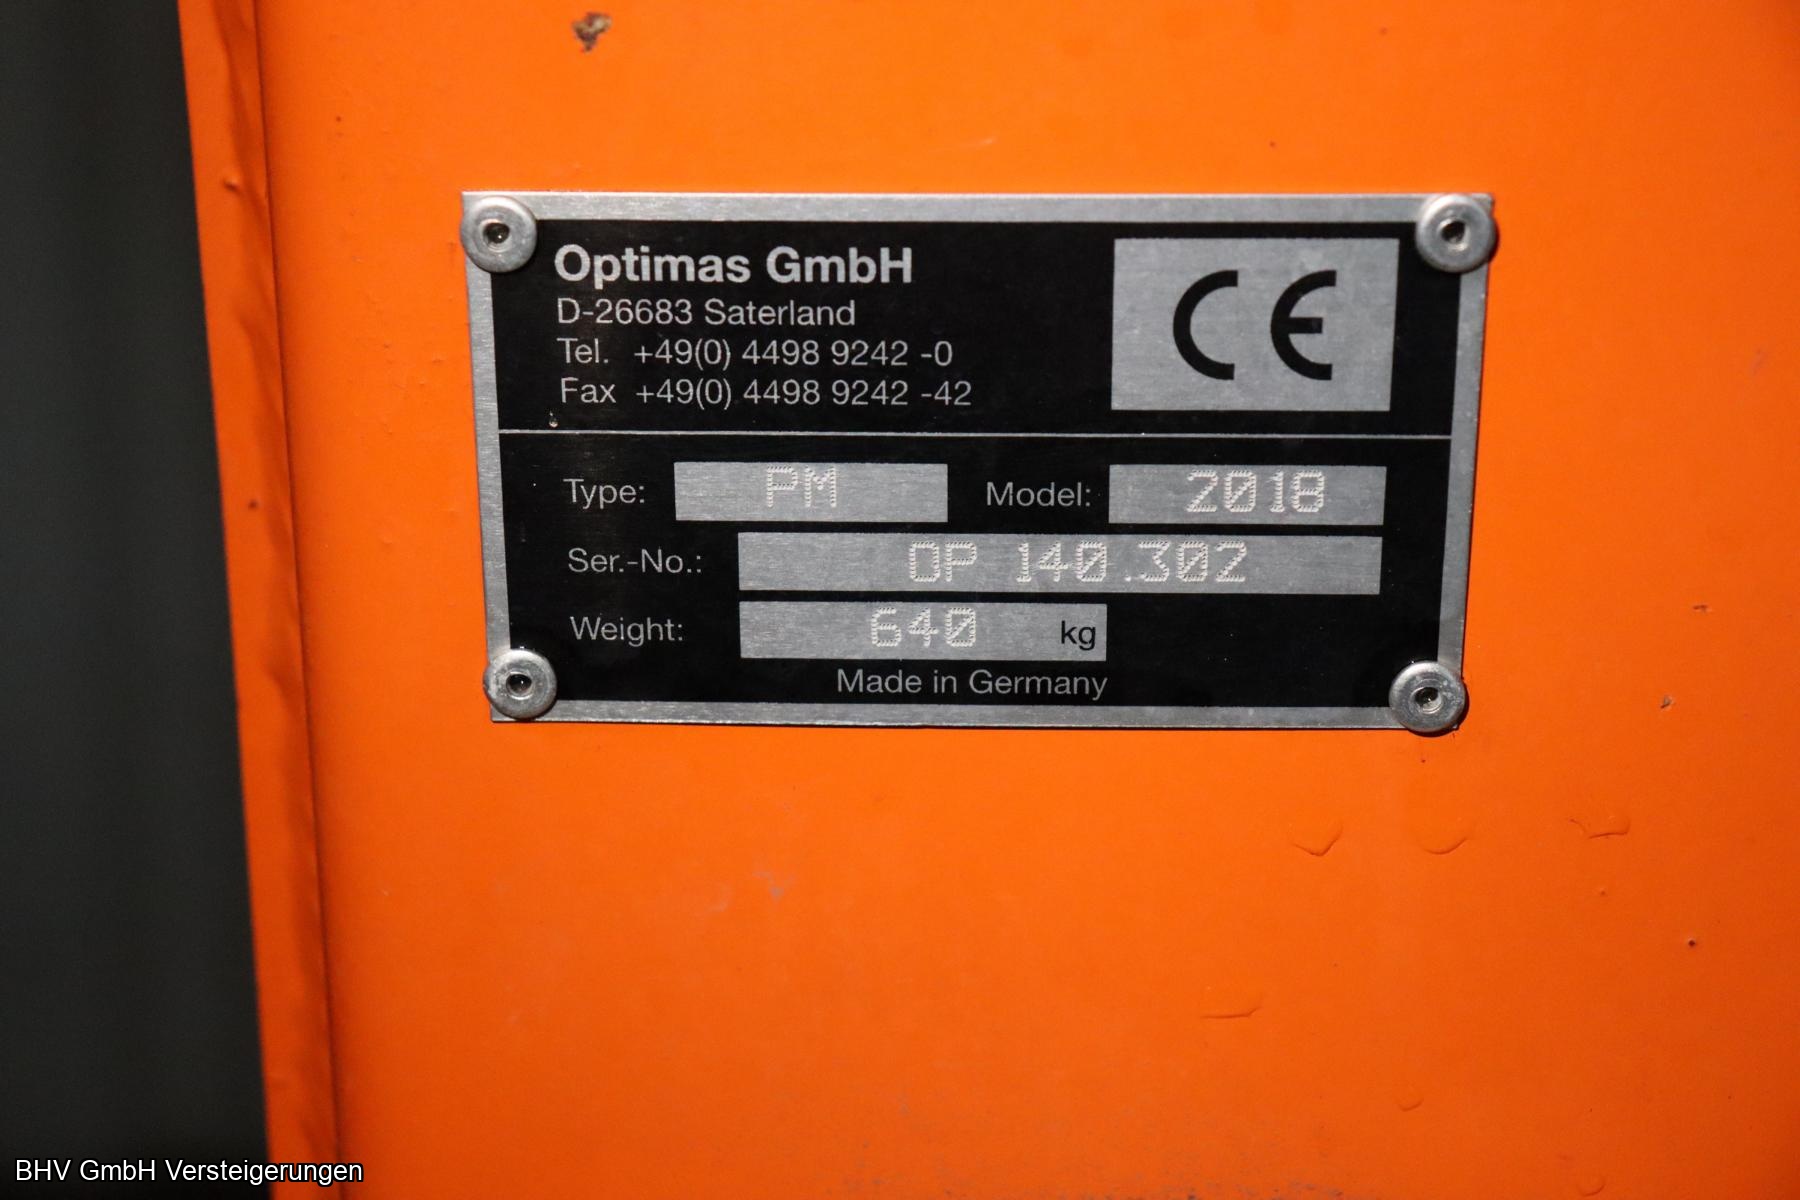 Optimas GmbH
D-26683 Saterland
Tel. +49(0) 4498 9242 -0
Fax +49(0) 4498 9242 -42
CE
Type: PM Model: 2018
Ser.-No.: OP 140.302
Weight: 640 kg
Made in Germany
BHV GmbH Versteigerungen